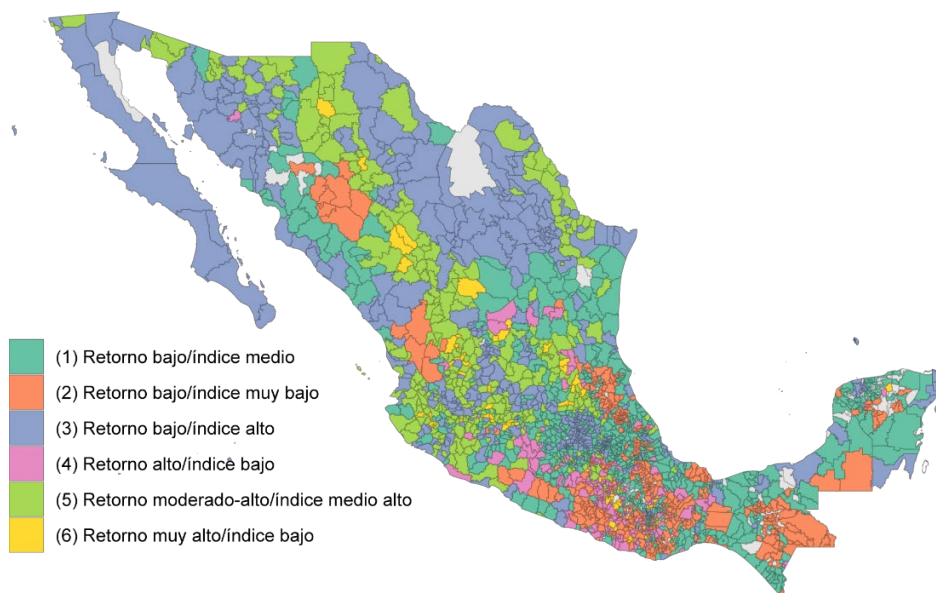 (1) Retorno bajo/índice medio
(2) Retorno bajo/índice muy bajo
(3) Retorno bajo/índice alto
(4) Retorno alto/índice bajo
(5) Retorno moderado-alto/índice medio alto
(6) Retorno muy alto/índice bajo